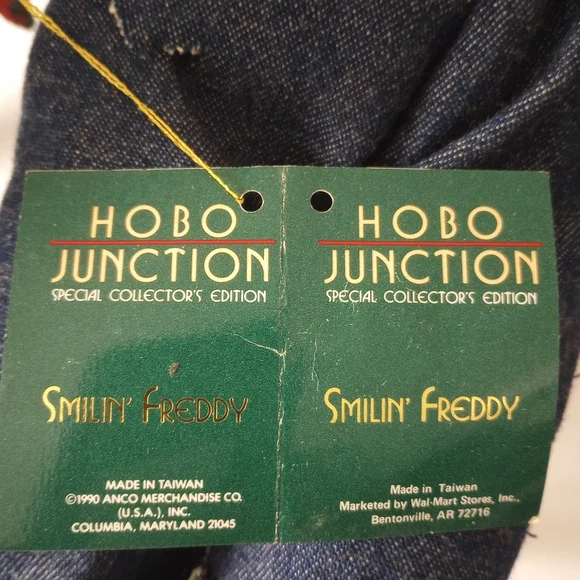 HOBO
JUNCTION
SPECIAL COLLECTOR'S EDITION
SMILIN' FREDDY
MADE IN TAIWAN
©1990 ANCO MERCHANDISE CO.
(U.S.A.), INC.
COLUMBIA, MARYLAND 21045
HOBO
JUNCTION
SPECIAL COLLECTOR'S EDITION
SMILIN' FREDDY
Made in Taiwan
Marketed by Wal-Mart Stores, Inc.,
Bentonville, AR 72716